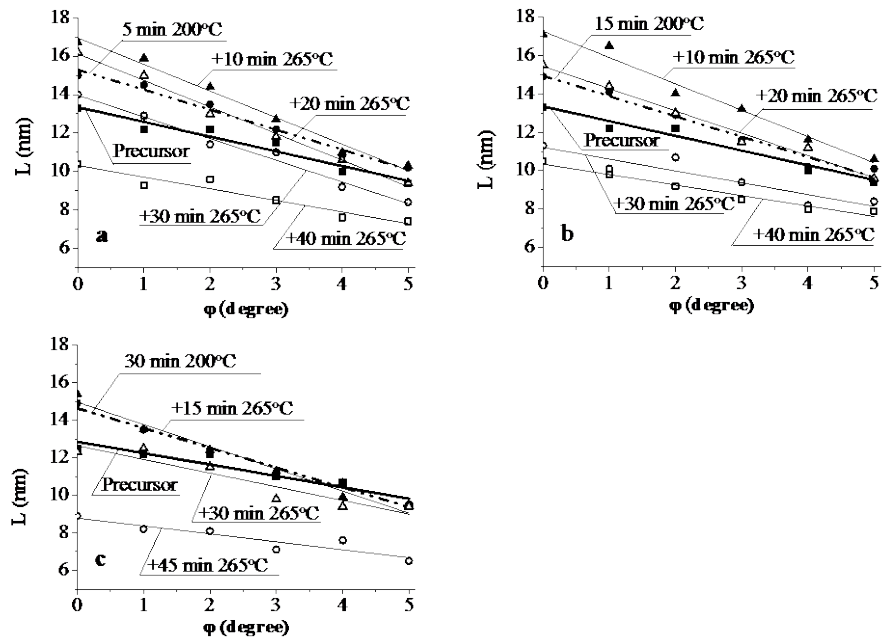 18
16
14
12
10
8
6
L (nm)
5 min 200°C
+10 min 265°C
+20 min 265°C
Precursor
+30 min 265°C
+40 min 265°C
a
0 1 2 3 4 5
φ (degree)
18
16
14
12
10
8
6
L (nm)
15 min 200°C
+10 min 265°C
+20 min 265°C
Precursor
+30 min 265°C
+40 min 265°C
b
0 1 2 3 4 5
φ (degree)
18
16
14
12
10
8
6
L (nm)
30 min 200°C
+15 min 265°C
Precursor
+30 min 265°C
+45 min 265°C
c
0 1 2 3 4 5
φ (degree)